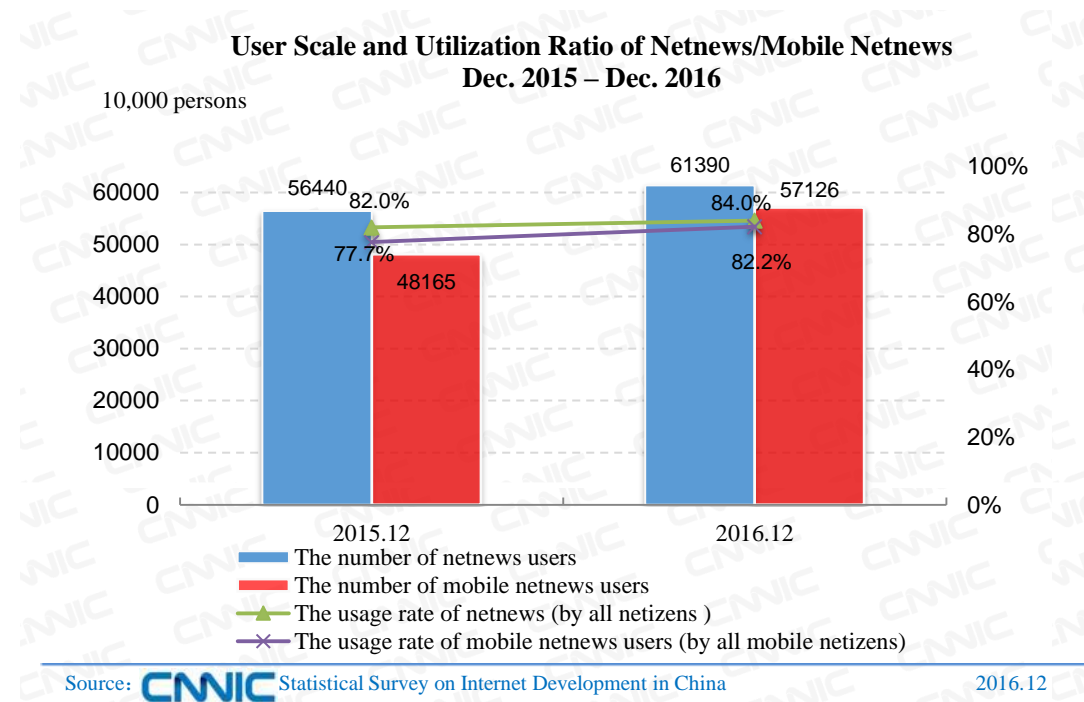 User Scale and Utilization Ratio of Netnews/Mobile Netnews
Dec. 2015 – Dec. 2016
10,000 persons
61390
100%
60000
56440
82.0%
84.0%
57126
50000
80%
77.7%
82.2%
48165
40000
60%
30000
40%
20000
20%
10000
0
0%
2015.12
2016.12
The number of netnews users
The number of mobile netnews users
The usage rate of netnews (by all netizens )
The usage rate of mobile netnews users (by all mobile netizens)
Source: CNNIC Statistical Survey on Internet Development in China 2016.12